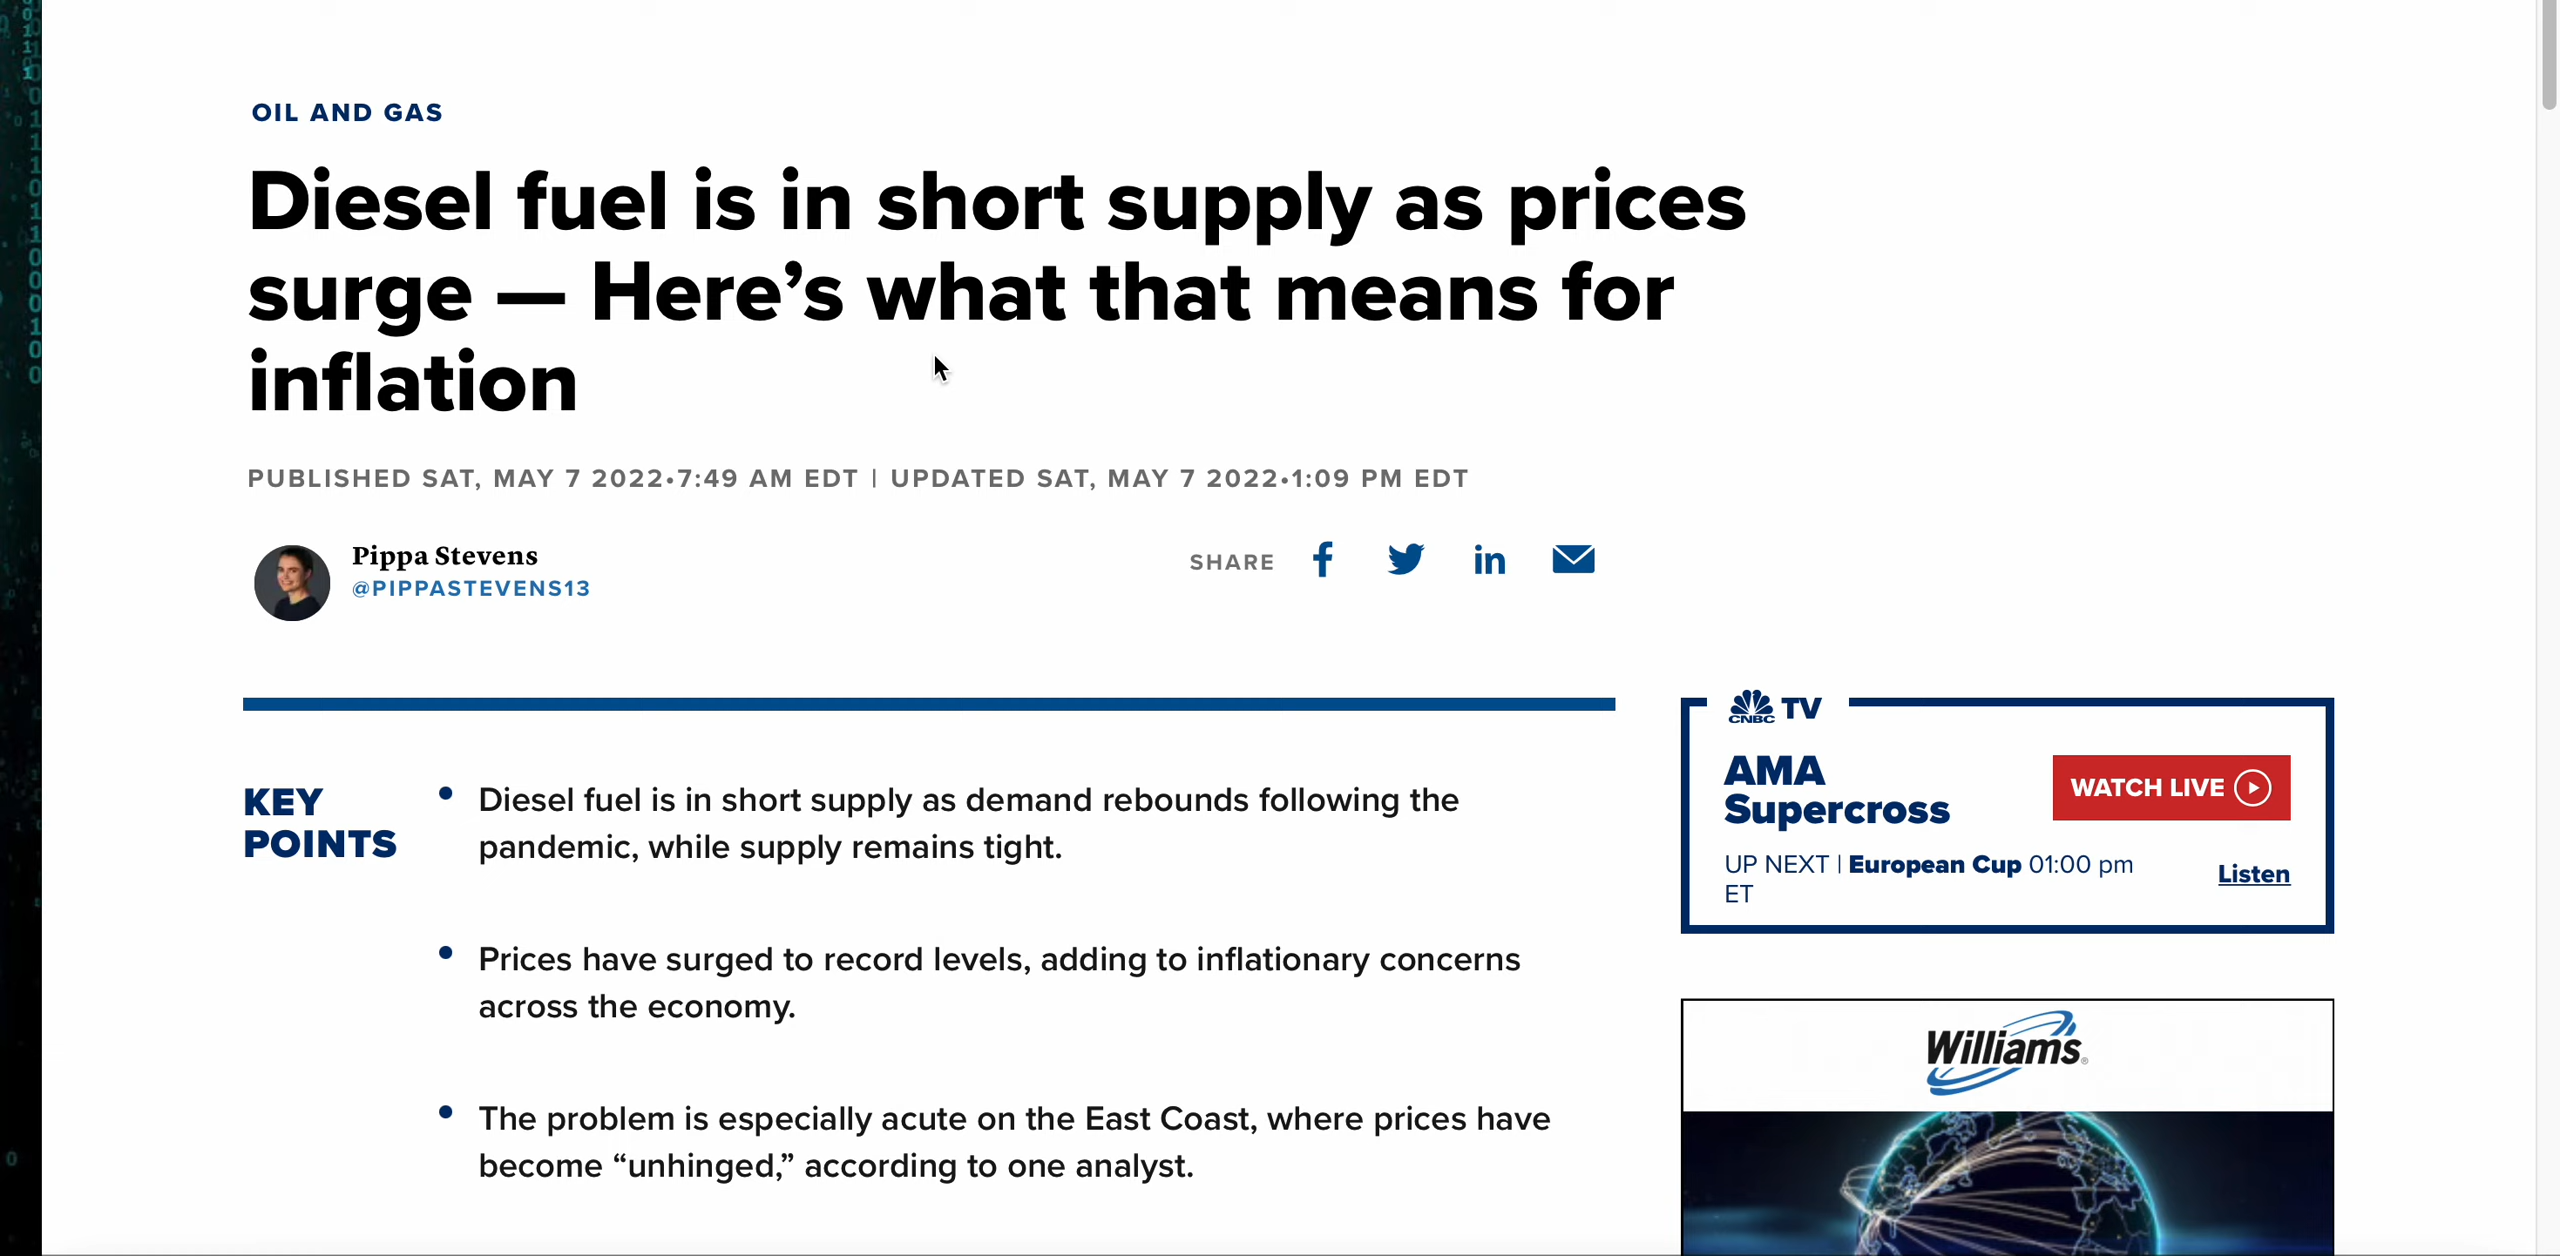 OIL AND GAS
Diesel fuel is in short supply as prices
surge — Here’s what that means for
inflation
PUBLISHED SAT, MAY 7 2022•7:49 AM EDT | UPDATED SAT, MAY 7 2022•1:09 PM EDT
Pippa Stevens
@PIPPASTEVENS13
SHARE
KEY
POINTS
• Diesel fuel is in short supply as demand rebounds following the
pandemic, while supply remains tight.
• Prices have surged to record levels, adding to inflationary concerns
across the economy.
• The problem is especially acute on the East Coast, where prices have
become “unhinged,” according to one analyst.
CNBC TV
AMA
Supercross
WATCH LIVE
UP NEXT | European Cup 01:00 pm
ET
Listen
Williams®